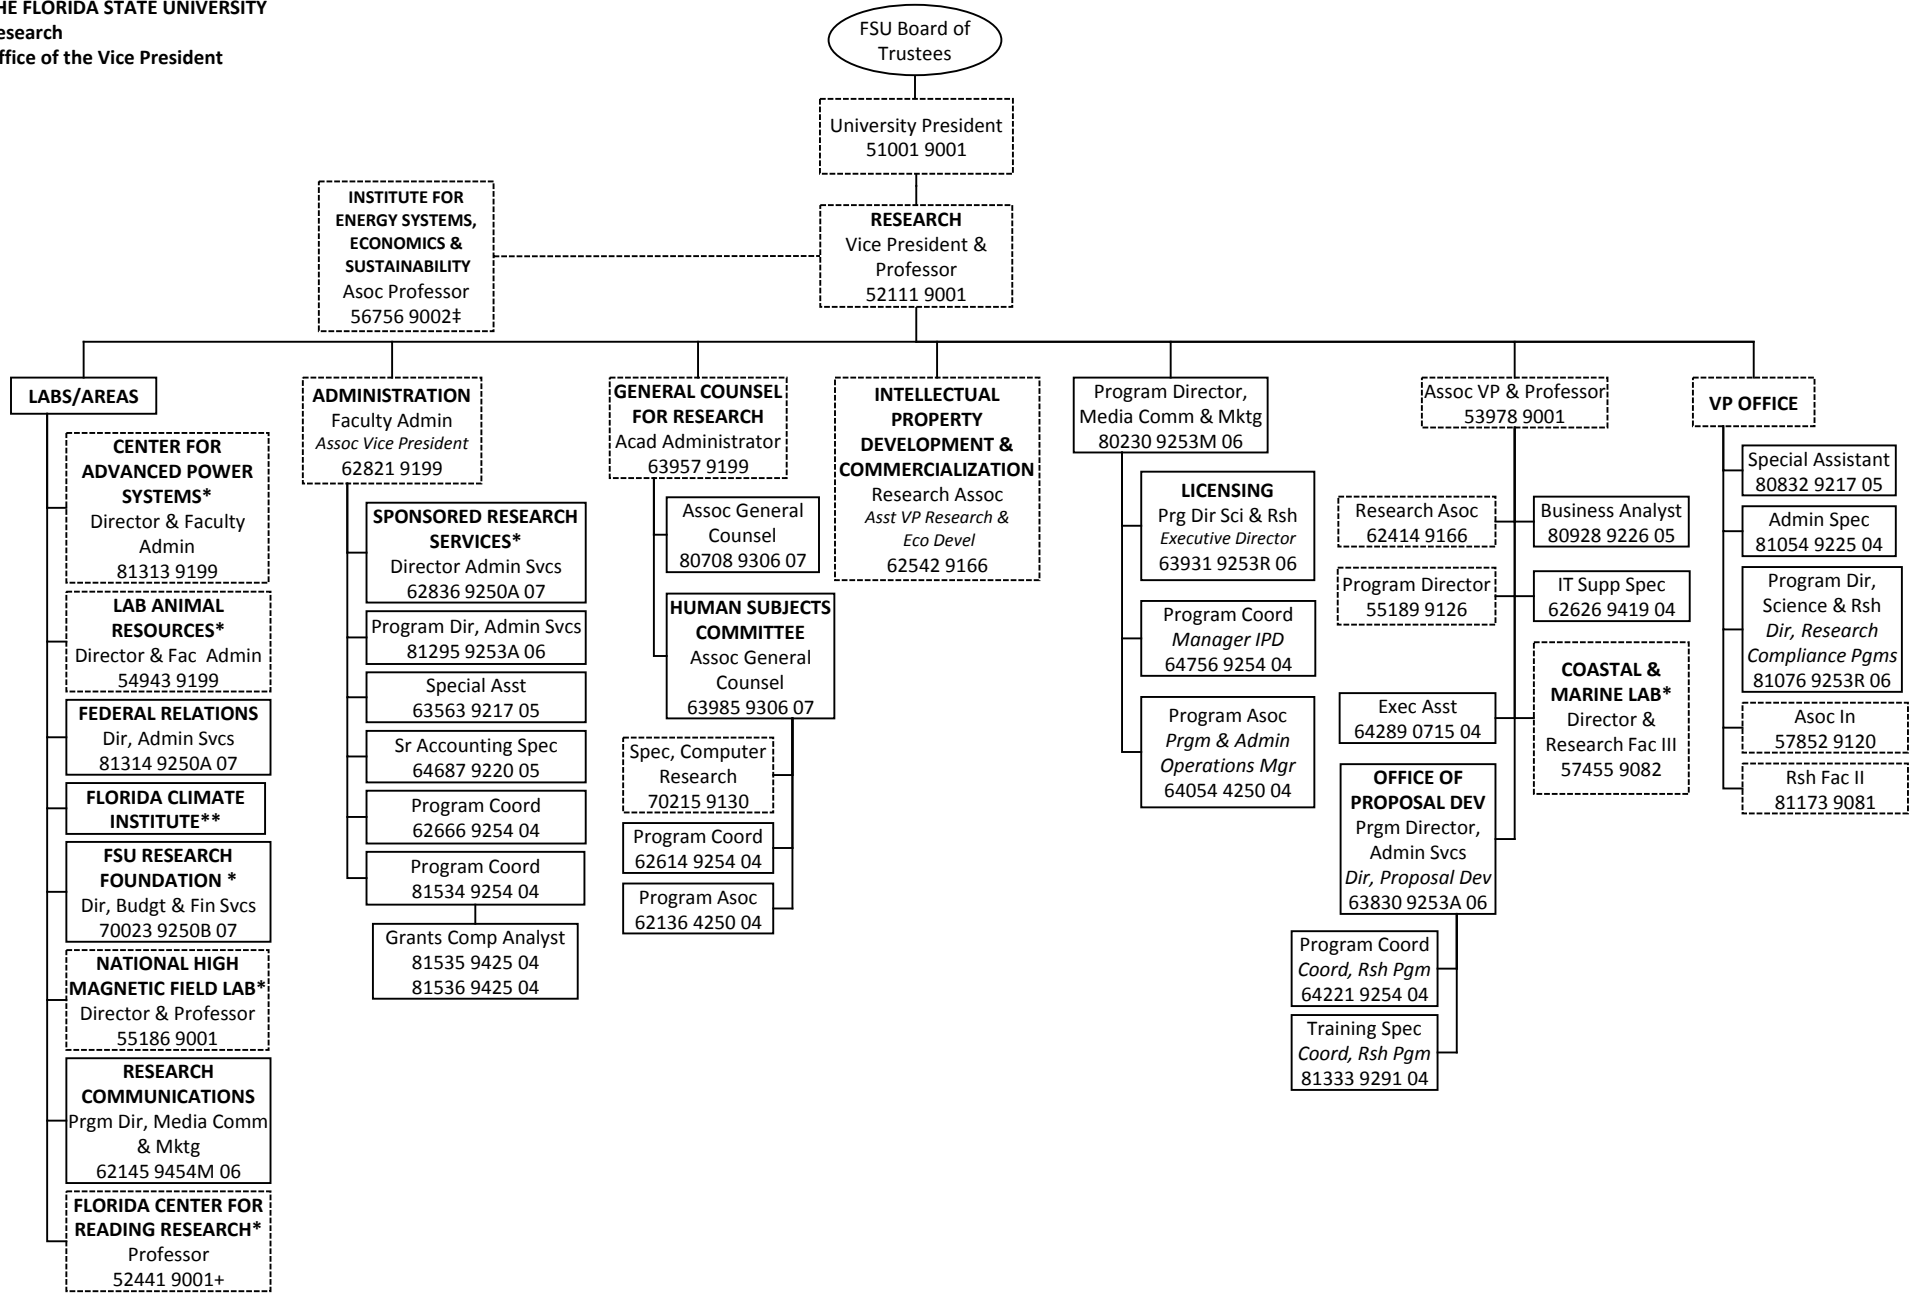 HE FLORIDA STATE UNIVERSITY
esearch
ffice of the Vice President
FSU Board of
Trustees
University President
51001 9001
INSTITUTE FOR
ENERGY SYSTEMS,
ECONOMICS &
SUSTAINABILITY
Asoc Professor
56756 9002‡
RESEARCH
Vice President &
Professor
52111 9001
LABS/AREAS
CENTER FOR
ADVANCED POWER
SYSTEMS*
Director & Faculty
Admin
81313 9199
LAB ANIMAL
RESOURCES*
Director & Fac Admin
54943 9199
FEDERAL RELATIONS
Dir, Admin Svcs
81314 9250A 07
FLORIDA CLIMATE
INSTITUTE**
FSU RESEARCH
FOUNDATION *
Dir, Budgt & Fin Svcs
70023 9250B 07
NATIONAL HIGH
MAGNETIC FIELD LAB*
Director & Professor
55186 9001
RESEARCH
COMMUNICATIONS
Prgm Dir, Media Comm
& Mktg
62145 9454M 06
FLORIDA CENTER FOR
READING RESEARCH*
Professor
52441 9001+
ADMINISTRATION
Faculty Admin
Assoc Vice President
62821 9199
SPONSORED RESEARCH
SERVICES*
Director Admin Svcs
62836 9250A 07
Program Dir, Admin Svcs
81295 9253A 06
Special Asst
63563 9217 05
Sr Accounting Spec
64687 9220 05
Program Coord
62666 9254 04
Program Coord
81534 9254 04
Grants Comp Analyst
81535 9425 04
81536 9425 04
GENERAL COUNSEL
FOR RESEARCH
Acad Administrator
63957 9199
Assoc General
Counsel
80708 9306 07
HUMAN SUBJECTS
COMMITTEE
Assoc General
Counsel
63985 9306 07
Spec, Computer
Research
70215 9130
Program Coord
62614 9254 04
Program Asoc
62136 4250 04
INTELLECTUAL
PROPERTY
DEVELOPMENT &
COMMERCIALIZATION
Research Assoc
Asst VP Research &
Eco Devel
62542 9166
Program Director,
Media Comm & Mktg
80230 9253M 06
LICENSING
Prg Dir Sci & Rsh
Executive Director
63931 9253R 06
Program Coord
Manager IPD
64756 9254 04
Program Asoc
Prgm & Admin
Operations Mgr
64054 4250 04
Assoc VP & Professor
53978 9001
Research Asoc
62414 9166
Business Analyst
80928 9226 05
Program Director
55189 9126
IT Supp Spec
62626 9419 04
Exec Asst
64289 0715 04
COASTAL &
MARINE LAB*
Director &
Research Fac III
57455 9082
OFFICE OF
PROPOSAL DEV
Prgm Director,
Admin Svcs
Dir, Proposal Dev
63830 9253A 06
Program Coord
Coord, Rsh Pgm
64221 9254 04
Training Spec
Coord, Rsh Pgm
81333 9291 04
VP OFFICE
Special Assistant
80832 9217 05
Admin Spec
81054 9225 04
Program Dir,
Science & Rsh
Dir, Research
Compliance Pgms
81076 9253R 06
Asoc In
57852 9120
Rsh Fac II
81173 9081